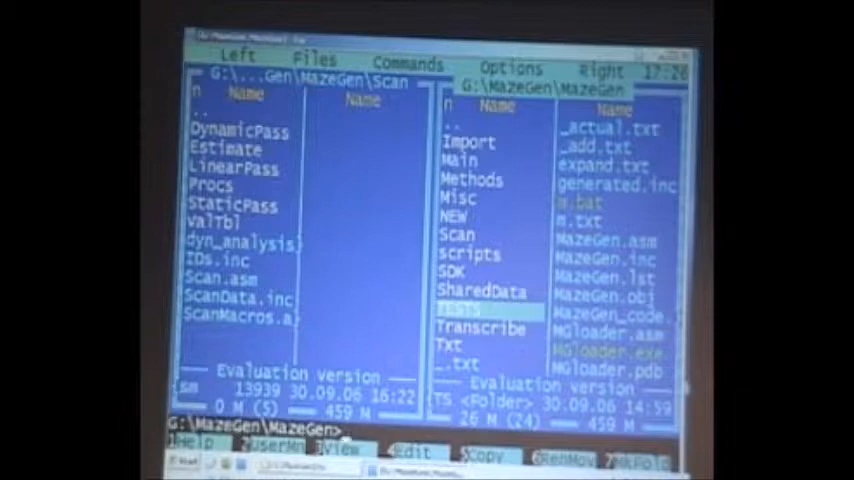 Left Files Commands Options Right 17:26
G:\...Gen\MazeGen\Scan
G:\MazeGen\MazeGen
n Name Name
n Name Name
..
DynamicPass
Estimate
LinearPass
Procs
StaticPass
ValTbl
dyn_analysis}
IDs.inc
Scan.asm
ScanData.inc
ScanMacros.a}
..
Import
Main
Methods
Misc
NEW
Scan
scripts
SDK
SharedData
TESTS
Transcribe
Txt
_.txt
_actual.txt
_add.txt
expand.txt
generated.inc
m.bat
m.txt
MazeGen.asm
MazeGen.inc
MazeGen.lst
MazeGen.obj
MazeGen_code.
MGloader.asm
MGloader.exe
MGloader.pdb
Evaluation version
{sm 13939 30.09.06 16:22
0 M (5) 459 M
Evaluation version
{TS <Folder> 30.09.06 14:59
26 M (24) 459 M
G:\MazeGen\MazeGen>
1Help 2UserMn 3View 4Edit 5Copy 6RenMov 7MkFold